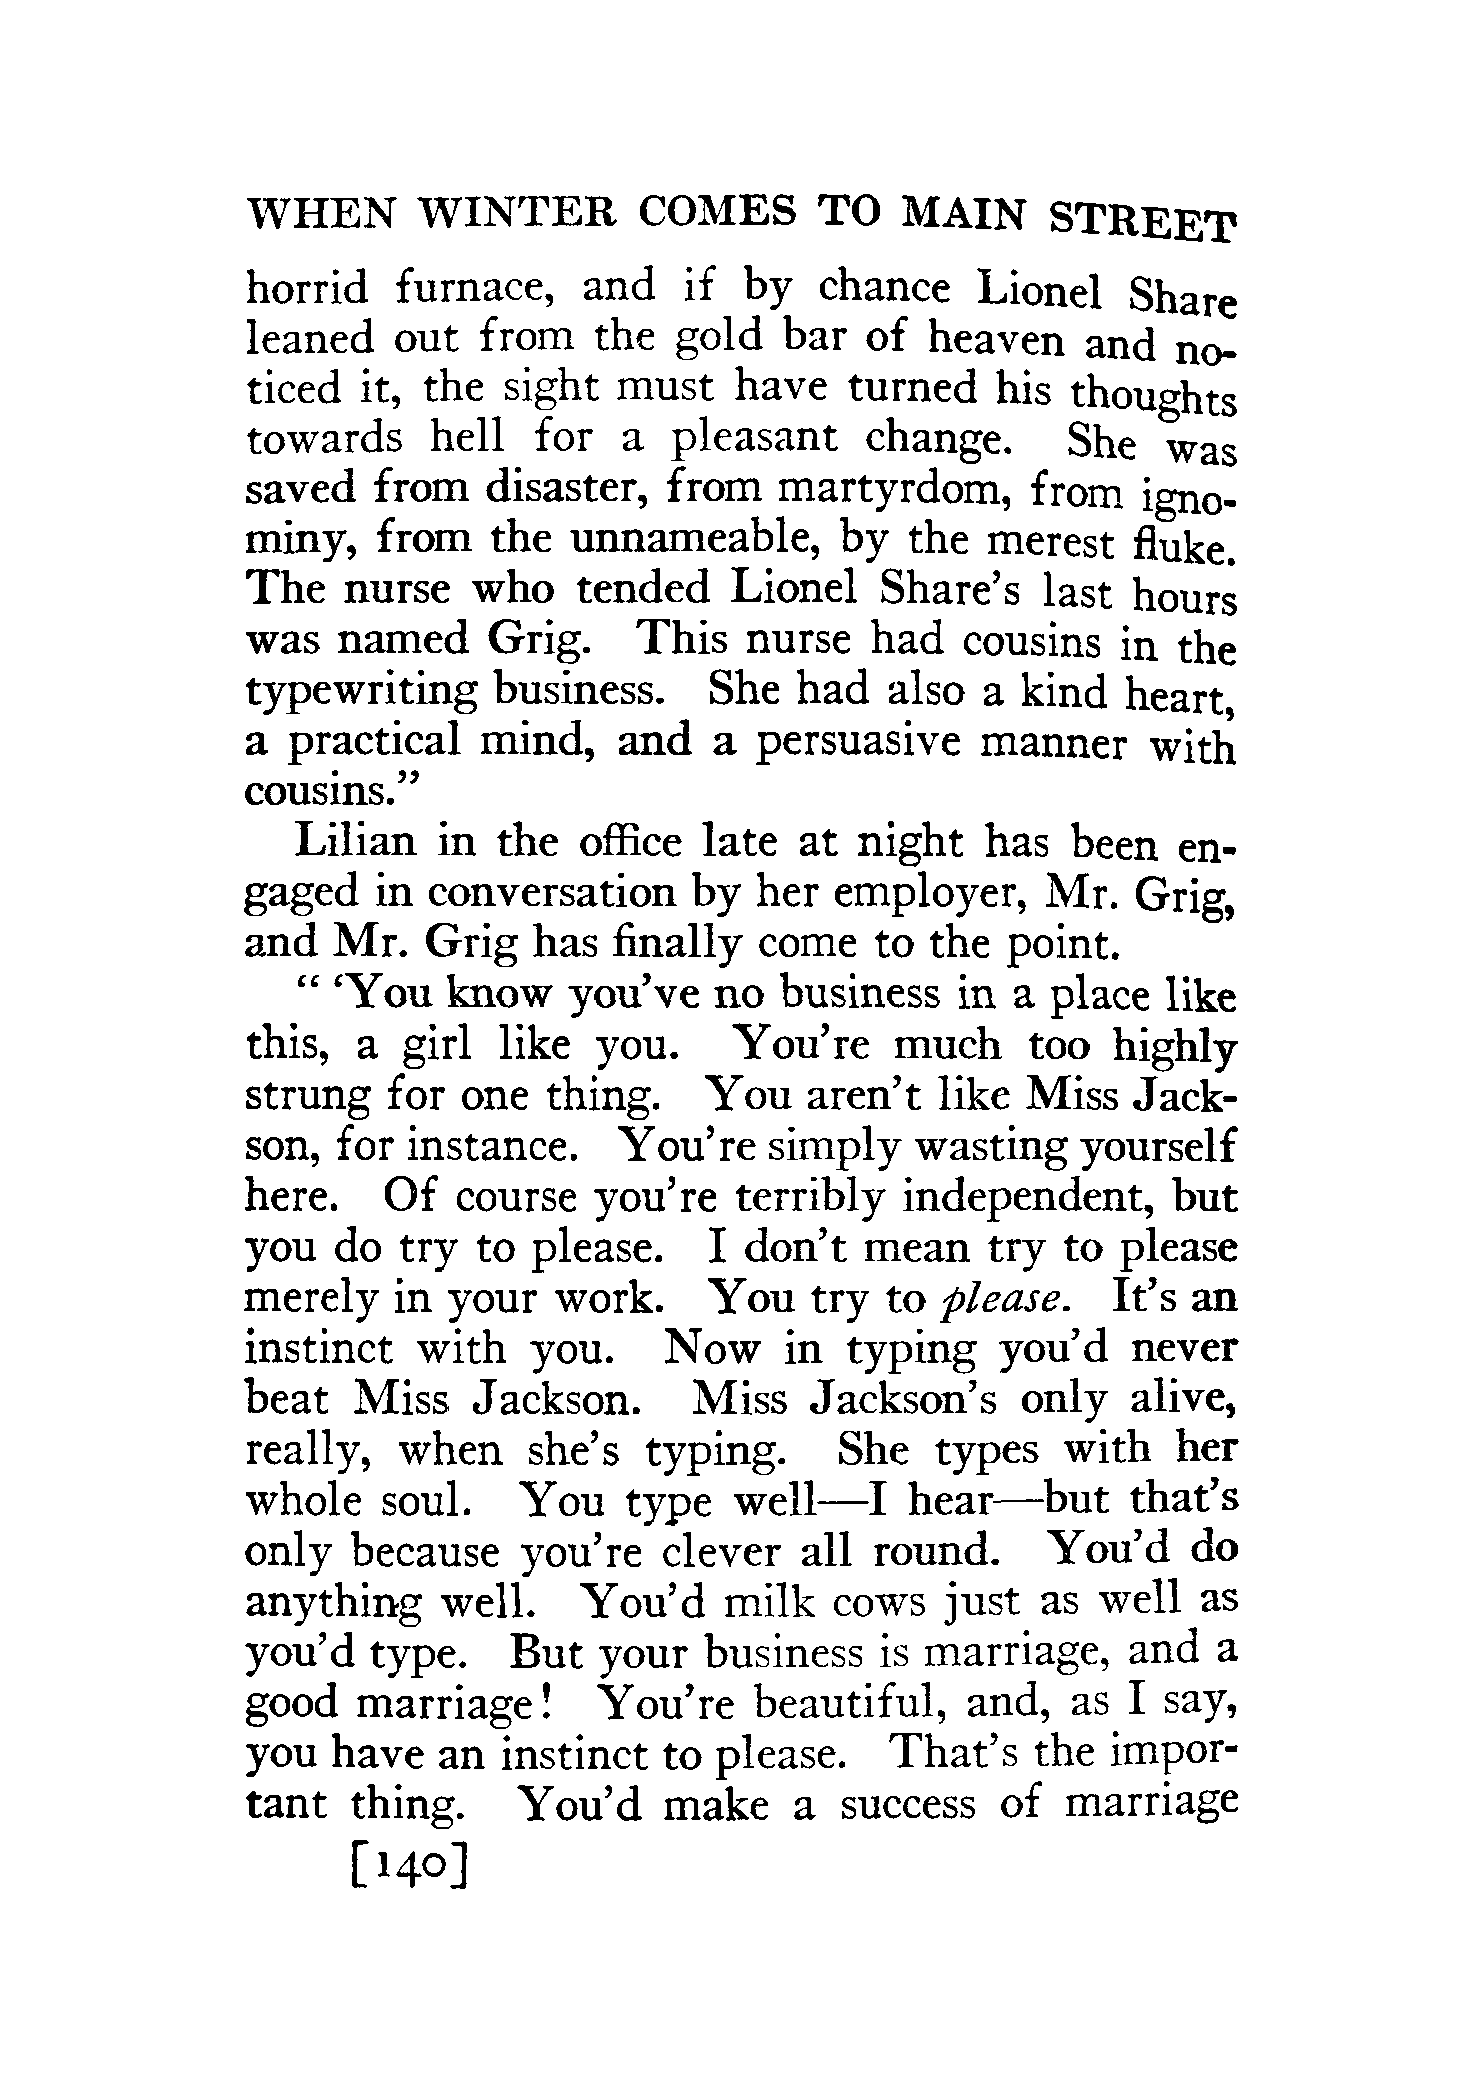 WHEN WINTER COMES TO MAIN STREET
horrid furnace, and if by chance Lionel Share
leaned out from the gold bar of heaven and no-
ticed it, the sight must have turned his thoughts
towards hell for a pleasant change. She was
saved from disaster, from martyrdom, from igno-
miny, from the unnameable, by the merest fluke.
The nurse who tended Lionel Share's last hours
was named Grig. This nurse had cousins in the
typewriting business. She had also a kind heart,
a practical mind, and a persuasive manner with
cousins.”
Lilian in the office late at night has been en-
gaged in conversation by her employer, Mr. Grig,
and Mr. Grig has finally come to the point.
“ ‘You know you've no business in a place like
this, a girl like you. You're much too highly
strung for one thing. You aren't like Miss Jack-
son, for instance. You're simply wasting yourself
here. Of course you're terribly independent, but
you do try to please. I don't mean try to please
merely in your work. You try to please. It's an
instinct with you. Now in typing you'd never
beat Miss Jackson. Miss Jackson's only alive,
really, when she's typing. She types with her
whole soul. You type well—I hear—but that's
only because you're clever all round. You'd do
anything well. You'd milk cows just as well as
you'd type. But your business is marriage, and a
good marriage! You're beautiful, and, as I say,
you have an instinct to please. That's the impor-
tant thing. You'd make a success of marriage
[140]